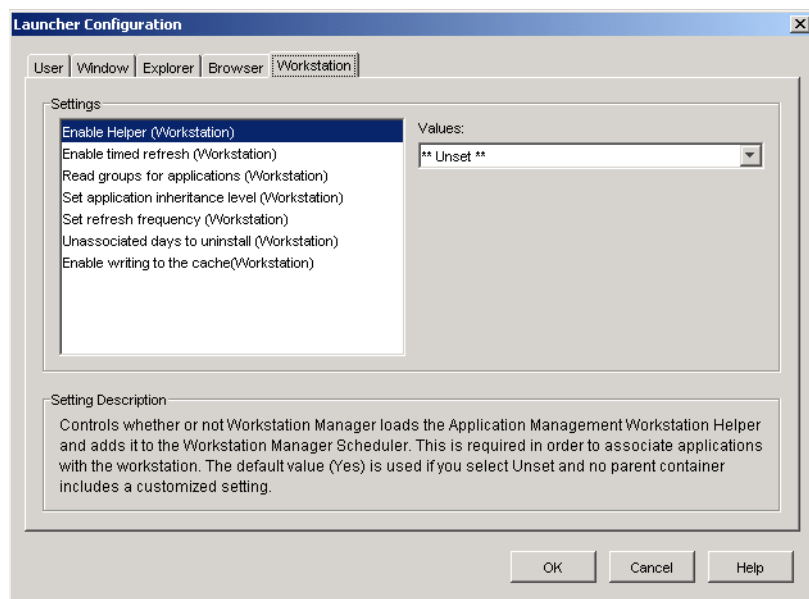 Launcher Configuration
User Window Explorer Browser Workstation
Settings
Enable Helper (Workstation)
Enable timed refresh (Workstation)
Read groups for applications (Workstation)
Set application inheritance level (Workstation)
Set refresh frequency (Workstation)
Unassociated days to uninstall (Workstation)
Enable writing to the cache(Workstation)
Values:
** Unset **
Setting Description
Controls whether or not Workstation Manager loads the Application Management Workstation Helper
and adds it to the Workstation Manager Scheduler. This is required in order to associate applications
with the workstation. The default value (Yes) is used if you select Unset and no parent container
includes a customized setting.
OK Cancel Help